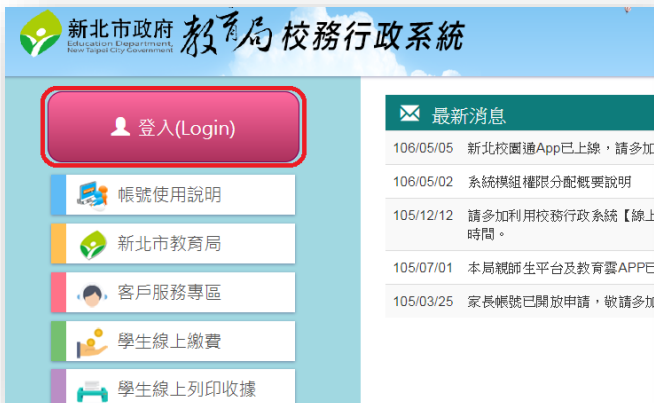 新北市政府
Education Department,
New Taipei City Government
教育局 校務行政系統
登入(Login)
帳號使用說明
新北市教育局
客戶服務專區
學生線上繳費
學生線上列印收據
最新消息
106/05/05 新北校園通App已上線，請多加
106/05/02 系統模組權限分配概要說明
105/12/12 請多加利用校務行政系統【線上
時間。
105/07/01 本局親師生平台及教育雲APP已
105/03/25 家長帳號已開放申請，敬請多加